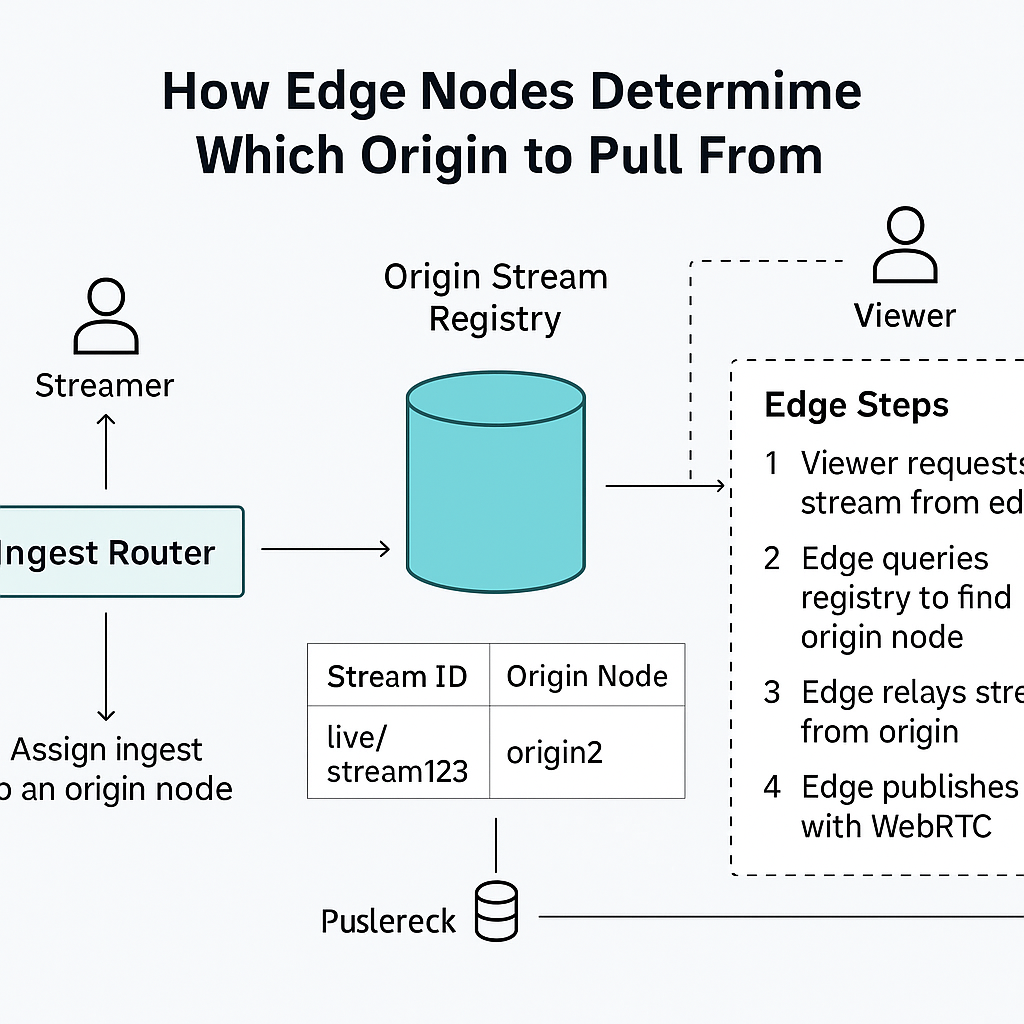 How Edge Nodes Determime
Which Origin to Pull From
Origin Stream
Registry
Viewer
Streamer
Ingest Router
Edge Steps
1 Viewer requests
stream from ed
2 Edge queries
registry to find
origin node
3 Edge relays stre
from origin
4 Edge publishes
with WebRTC
Stream ID
Origin Node
live/
stream123
origin2
Assign ingest
o an origin node
Puslereck